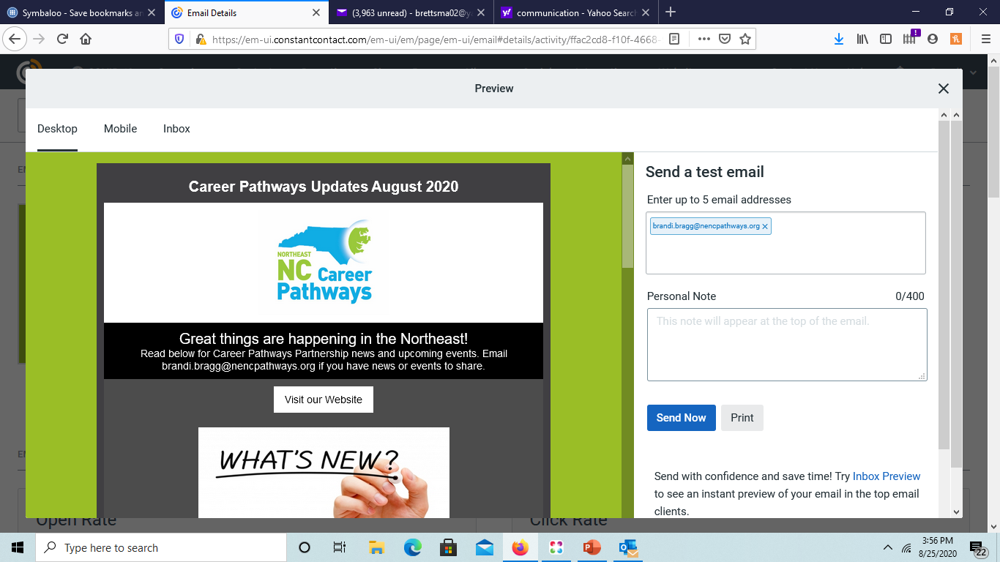 Symbaloo - Save bookmarks an
Email Details
(3,963 unread) - brettsma02@y
communication - Yahoo Search
https://em-ui.constantcontact.com/em-ui/em/page/em-ui/email#details/activity/ffac2cd8-f10f-4668-
Preview
Desktop
Mobile
Inbox
Career Pathways Updates August 2020
NORTHEAST
NC Career
Pathways
Great things are happening in the Northeast!
Read below for Career Pathways Partnership news and upcoming events. Email
brandi.bragg@nencpathways.org if you have news or events to share.
Visit our Website
WHAT'S NEW?
Send a test email
Enter up to 5 email addresses
brandi.bragg@nencpathways.org
Personal Note 0/400
This note will appear at the top of the email.
Send Now
Print
Send with confidence and save time! Try Inbox Preview
to see an instant preview of your email in the top email
clients.
Open Rate
Click Rate
Type here to search
3:56 PM
8/25/2020
22